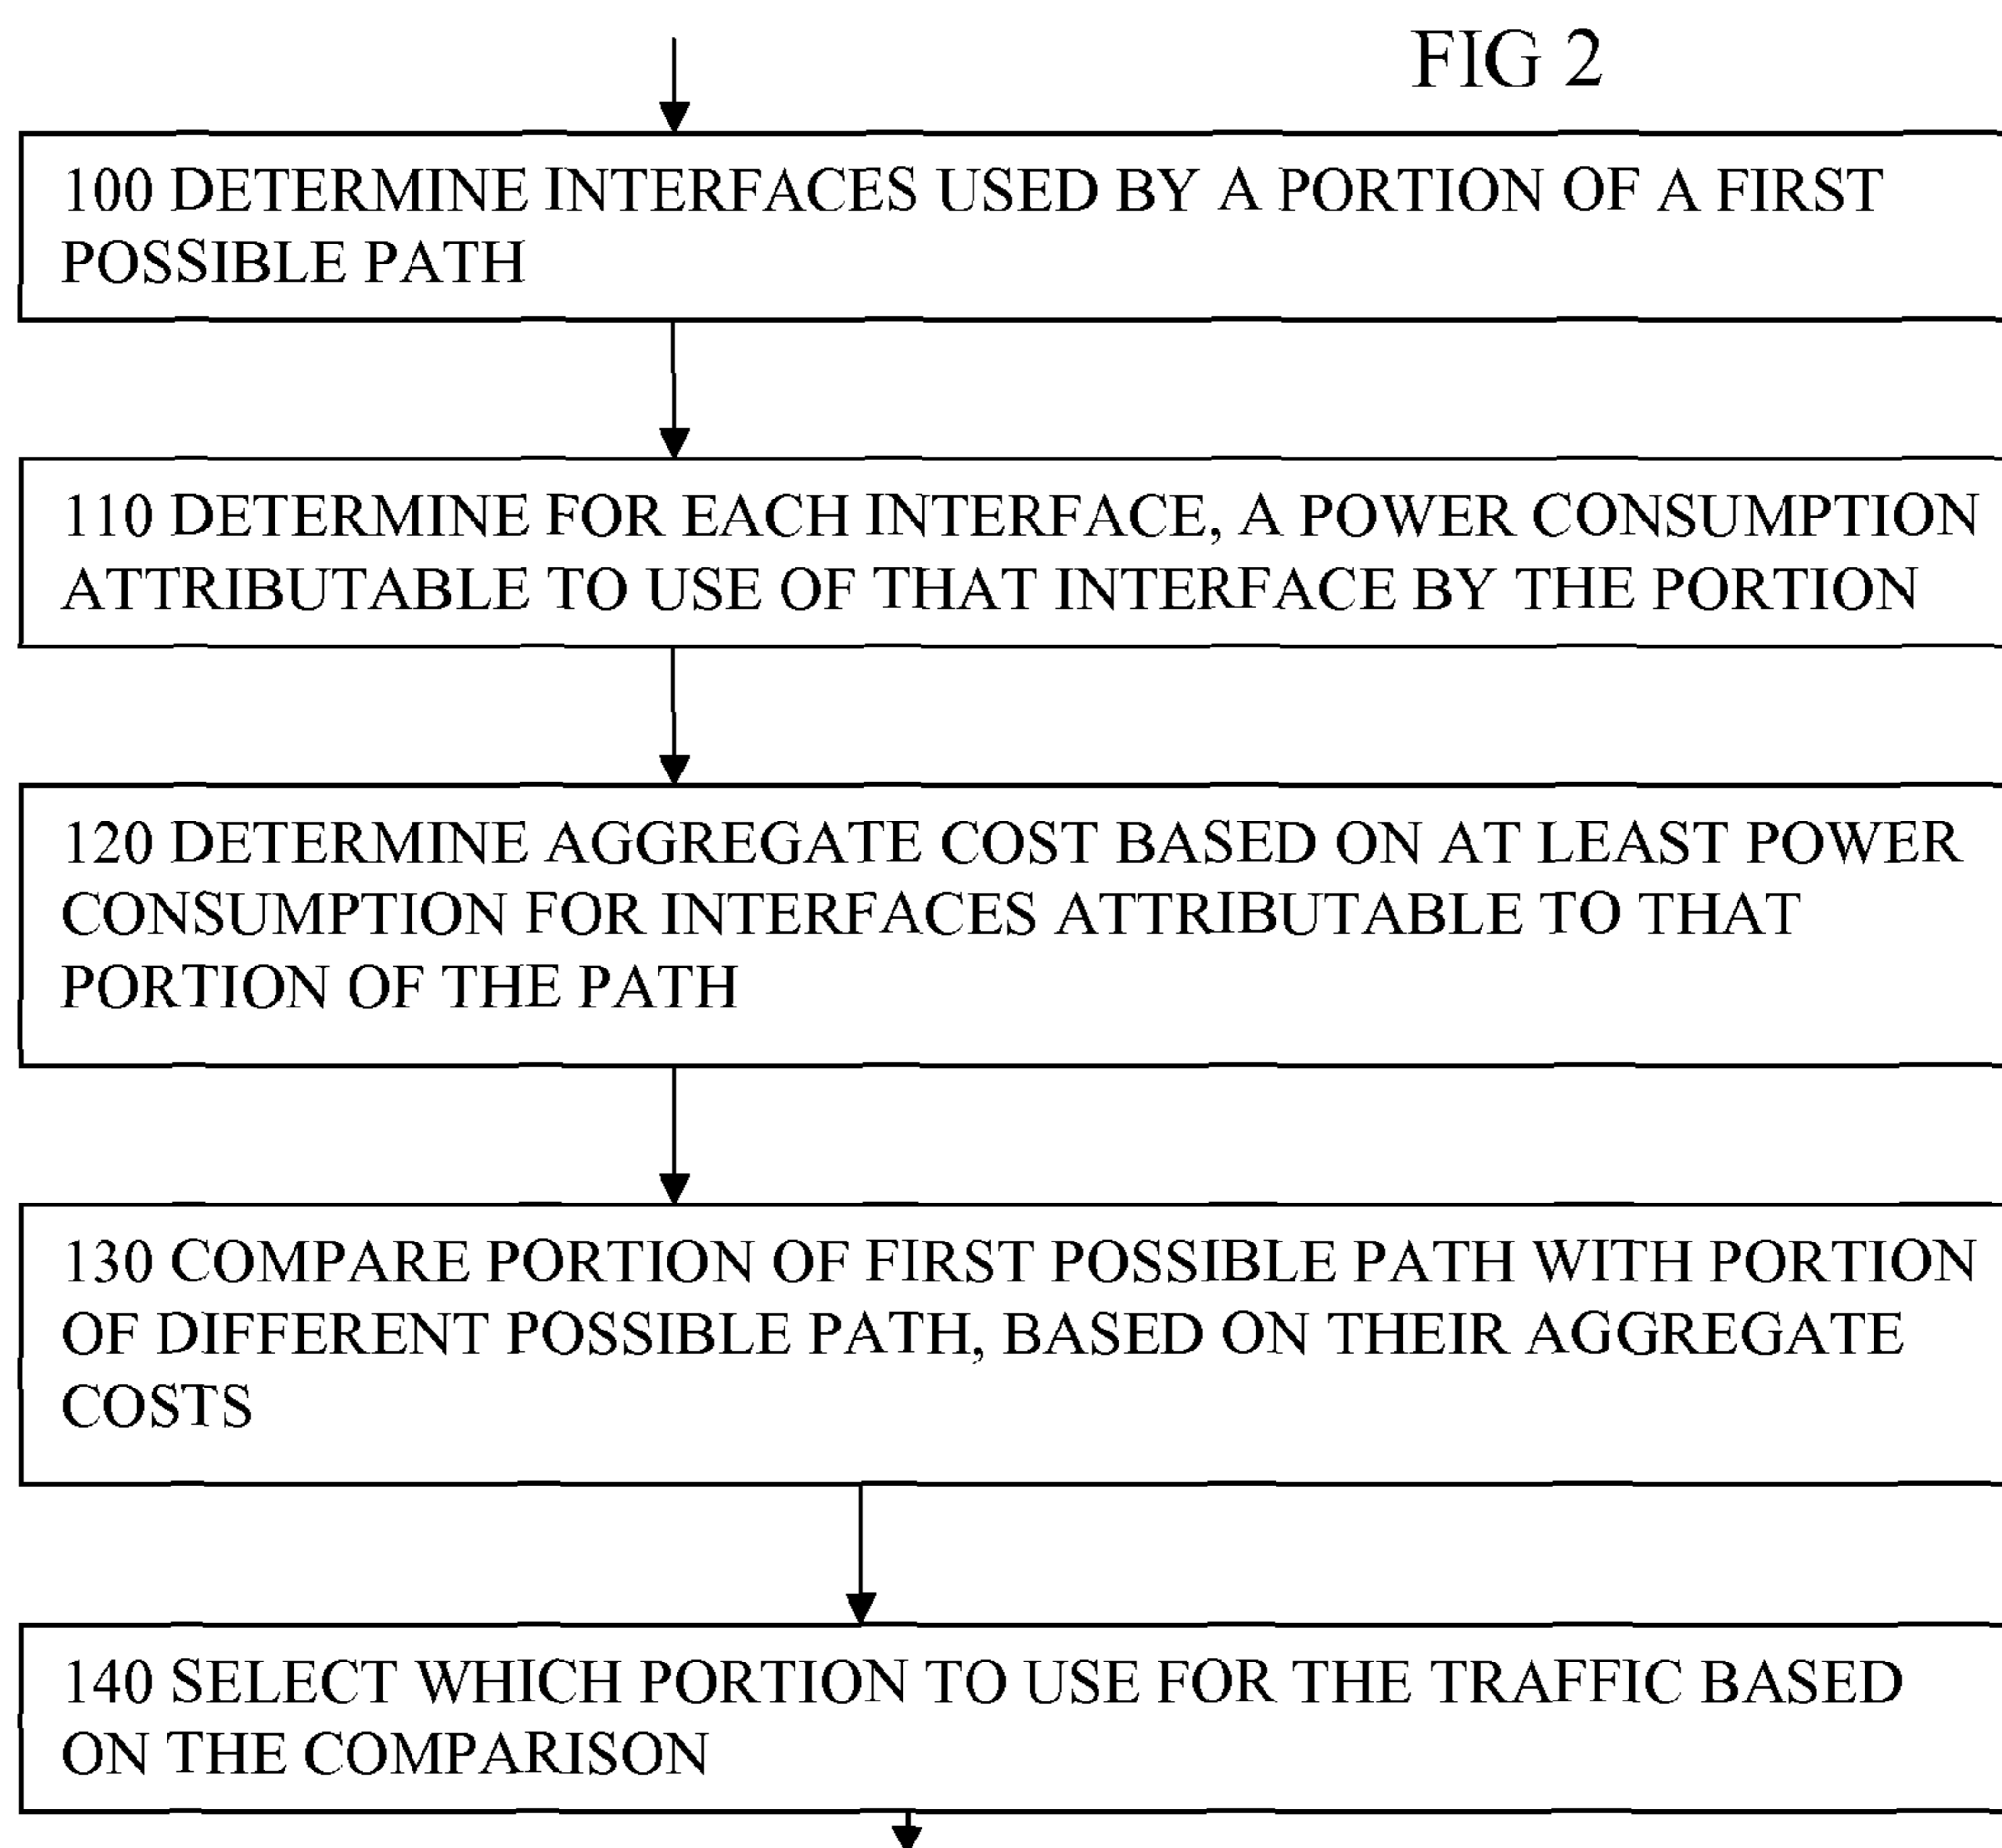 FIG 2
100 DETERMINE INTERFACES USED BY A PORTION OF A FIRST
POSSIBLE PATH
110 DETERMINE FOR EACH INTERFACE, A POWER CONSUMPTION
ATTRIBUTABLE TO USE OF THAT INTERFACE BY THE PORTION
120 DETERMINE AGGREGATE COST BASED ON AT LEAST POWER
CONSUMPTION FOR INTERFACES ATTRIBUTABLE TO THAT
PORTION OF THE PATH
130 COMPARE PORTION OF FIRST POSSIBLE PATH WITH PORTION
OF DIFFERENT POSSIBLE PATH, BASED ON THEIR AGGREGATE
COSTS
140 SELECT WHICH PORTION TO USE FOR THE TRAFFIC BASED
ON THE COMPARISON